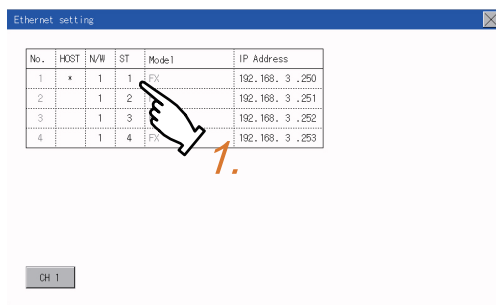 Ethernet setting
No. HOST N/W ST Model IP Address
1 * 1 1 FX 192.168. 3 .250
2 1 2 192.168. 3 .251
3 1 3 192.168. 3 .252
4 1 4 FX 192.168. 3 .253
1.
CH 1